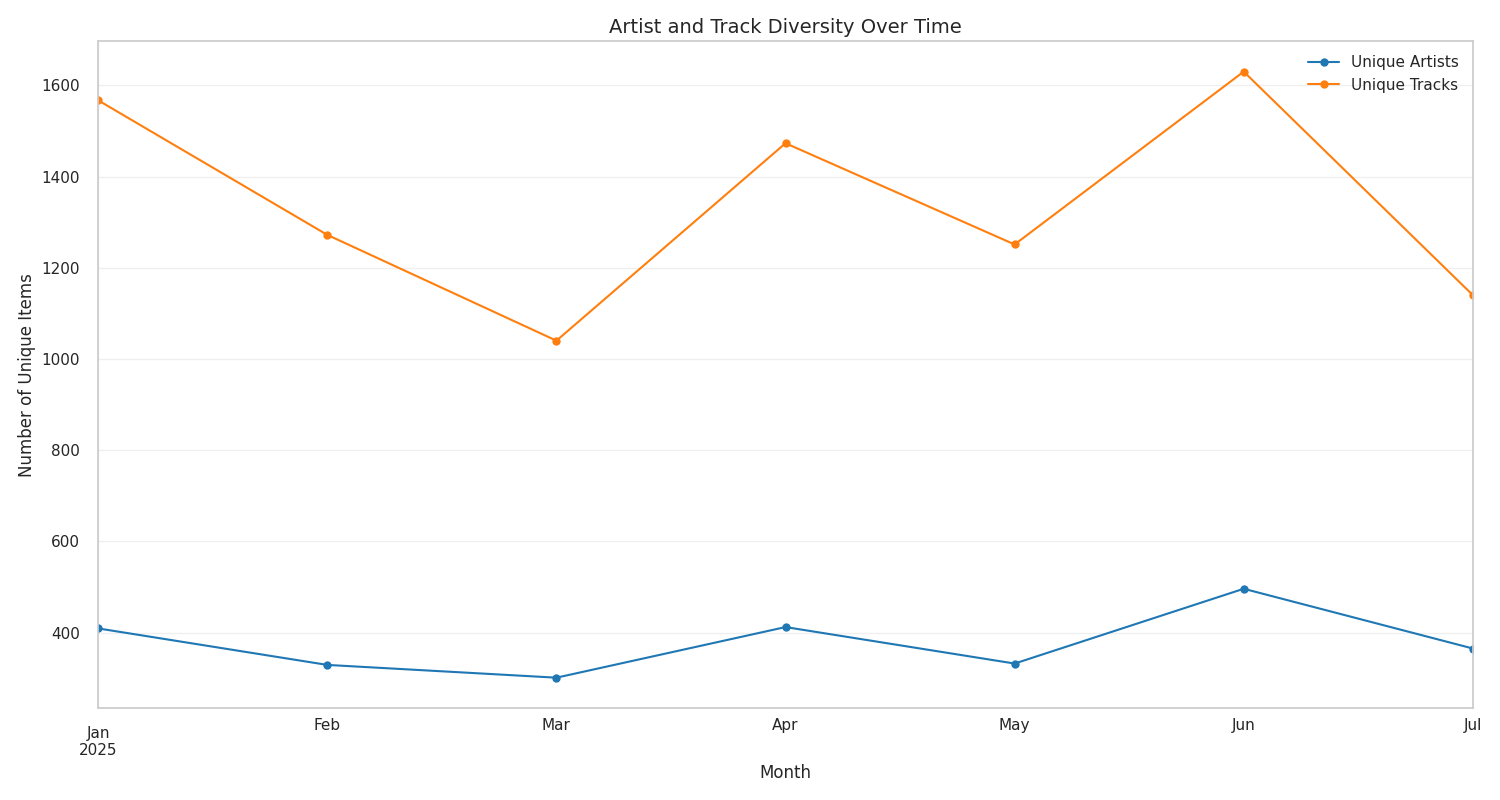 Artist and Track Diversity Over Time
Unique Artists
Unique Tracks
Number of Unique Items
1600
1400
1200
1000
800
600
400
Jan
2025
Feb
Mar
Apr
May
Jun
Jul
Month